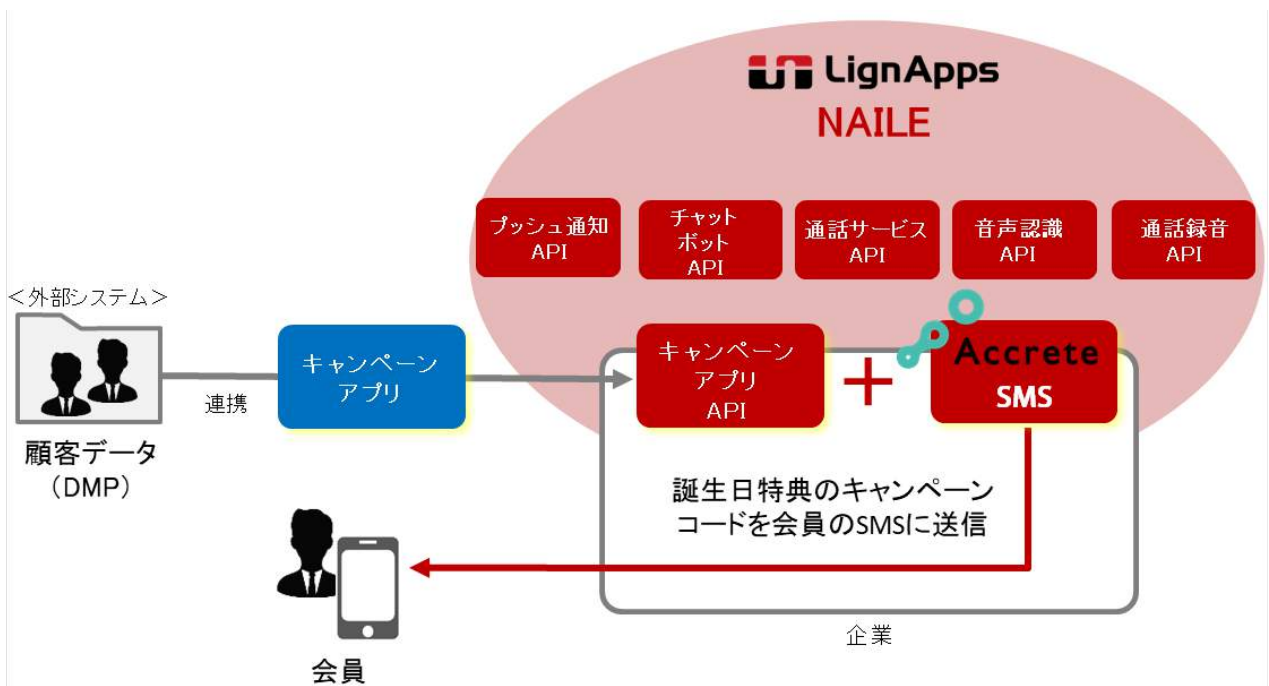 LignApps
NAILE
プッシュ通知
API
チャット
ボット
API
通話サービス
API
音声認識
API
通話録音
API
＜外部システム＞
連携
顧客データ
（DMP）
キャンペーン
アプリ
キャンペーン
アプリ
API
+
Accrete
SMS
誕生日特典のキャンペーン
コードを会員のSMSに送信
会員
企業